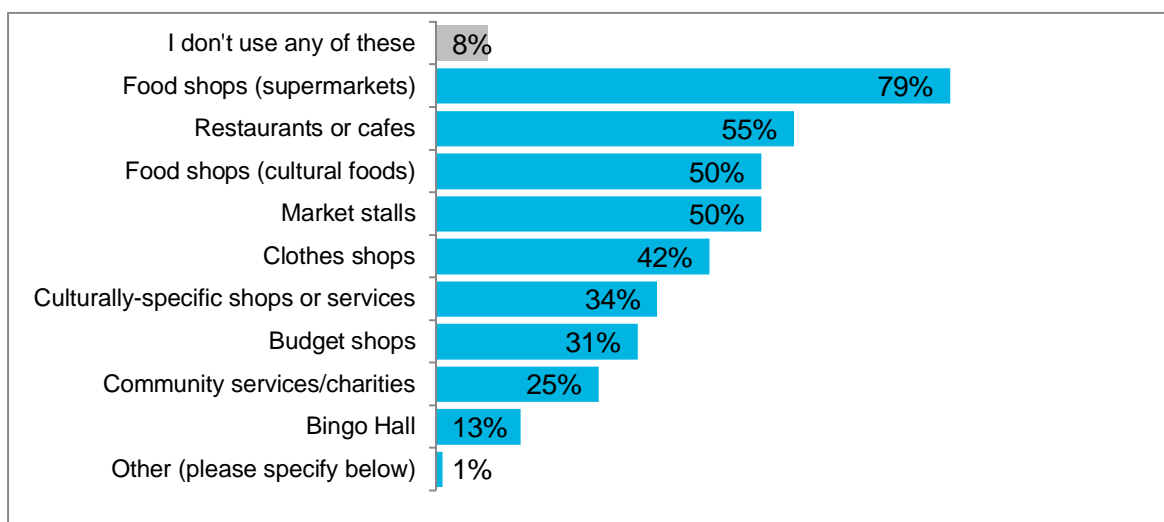 I don't use any of these 8%
Food shops (supermarkets) 79%
Restaurants or cafes 55%
Food shops (cultural foods) 50%
Market stalls 50%
Clothes shops 42%
Culturally-specific shops or services 34%
Budget shops 31%
Community services/charities 25%
Bingo Hall 13%
Other (please specify below) 1%